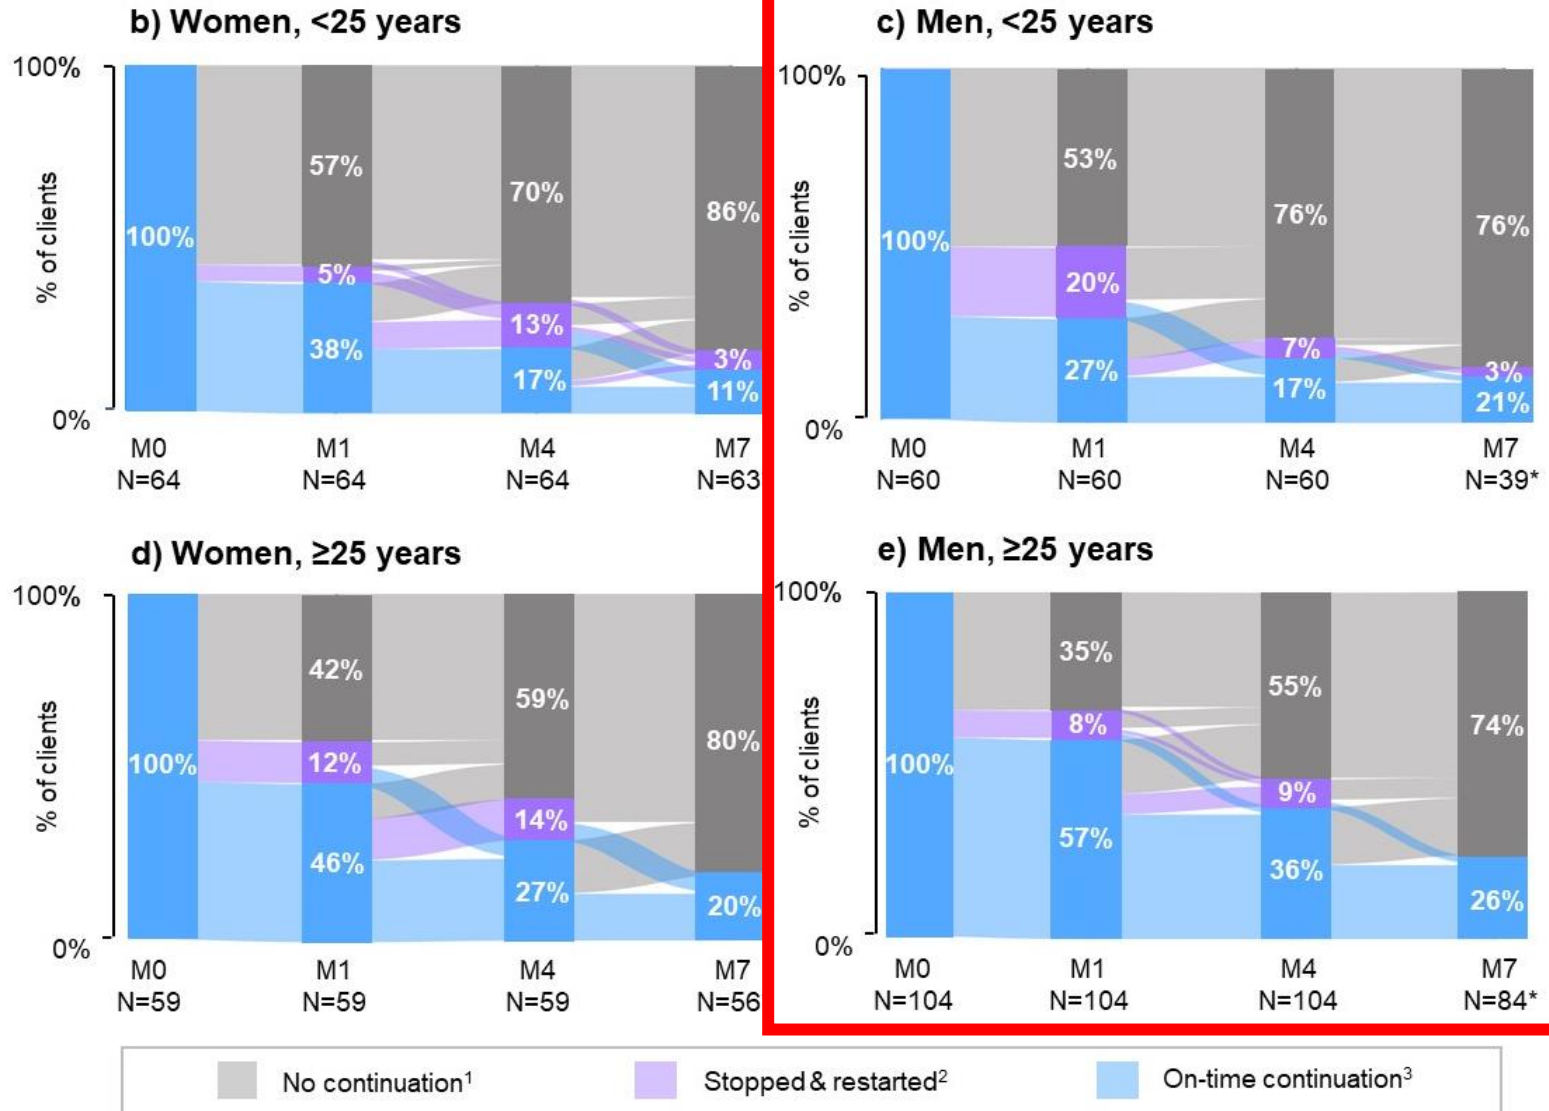 b) Women, <25 years
100%
% of clients
0%
100%
57%
5%
38%
70%
13%
17%
86%
3%
11%
M0
M1
M4
M7
N=64
N=64
N=64
N=63
c) Men, <25 years
100%
% of clients
0%
100%
53%
20%
27%
76%
7%
17%
76%
3%
21%
M0
M1
M4
M7
N=60
N=60
N=60
N=39*
d) Women, ≥25 years
100%
% of clients
0%
100%
42%
12%
46%
59%
14%
27%
80%
20%
M0
M1
M4
M7
N=59
N=59
N=59
N=56
e) Men, ≥25 years
100%
% of clients
0%
100%
35%
8%
57%
55%
9%
36%
74%
26%
M0
M1
M4
M7
N=104
N=104
N=104
N=84*
No continuation¹
Stopped & restarted²
On-time continuation³